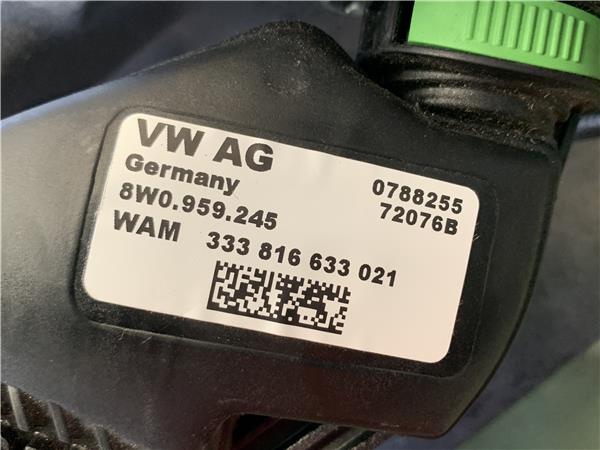 VW AG
Germany
8W0.959.245
WAM 333 816 633 021
0788255
72076B